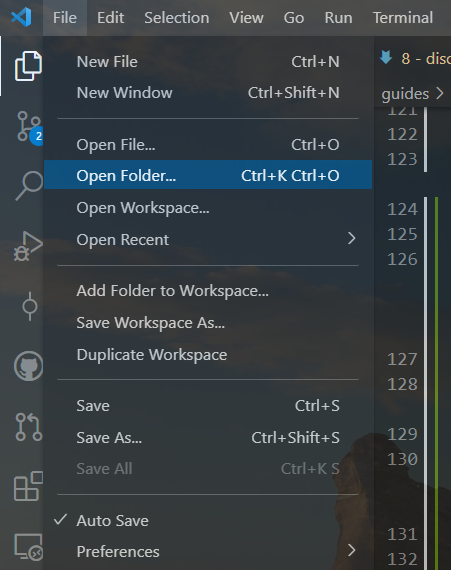 File Edit Selection View Go Run Terminal
New File Ctrl+N
New Window Ctrl+Shift+N
Open File... Ctrl+O
Open Folder... Ctrl+K Ctrl+O
Open Workspace...
Open Recent
Add Folder to Workspace...
Save Workspace As...
Duplicate Workspace
Save Ctrl+S
Save As... Ctrl+Shift+S
Save All Ctrl+K S
Auto Save
Preferences
2
8 - disc
guides
121
122
123
124
125
126
127
128
129
130
131
132